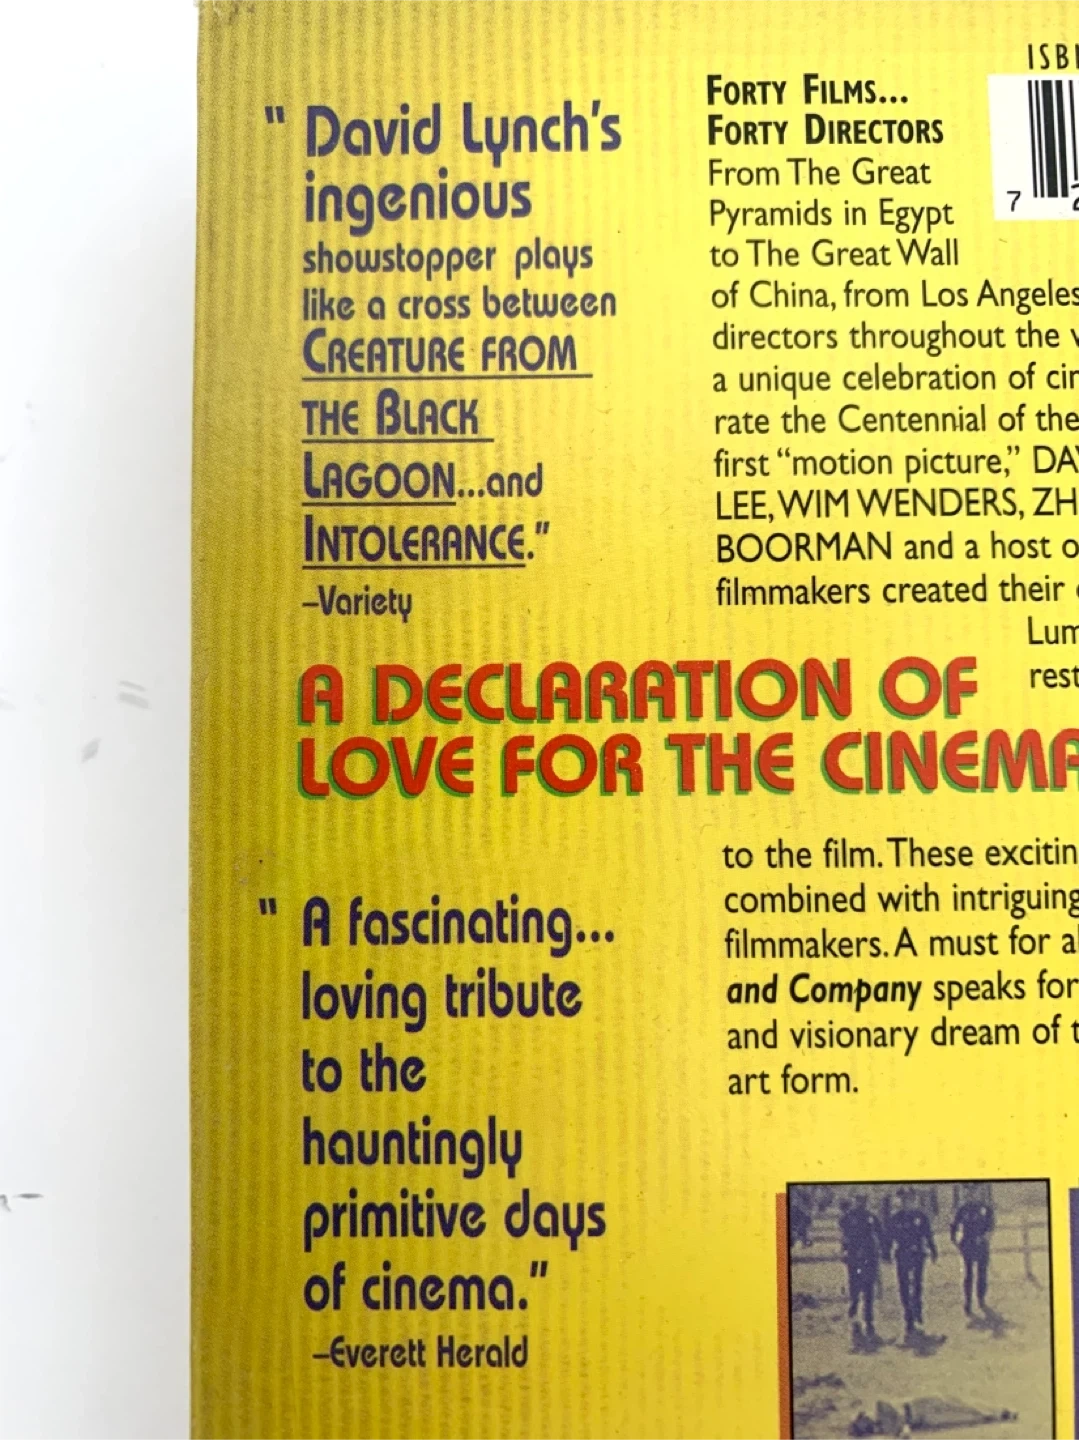 " David Lynch's
ingenious
showstopper plays
like a cross between
CREATURE FROM
THE BLACK
LAGOON...and
INTOLERANCE."
–Variety
ISB
7
FORTY FILMS...
FORTY DIRECTORS
From The Great
Pyramids in Egypt
to The Great Wall
of China, from Los Angeles
directors throughout the
a unique celebration of
rate the Centennial of the
first “motion picture,”
LEE, WIM WENDERS,
BOORMAN and a host
filmmakers created their
A DECLARATION OF
LOVE FOR THE CINEMA
to the film. These
combined with intriguing
filmmakers. A must for
and Company speaks for
and visionary dream of
art form.
" A fascinating...
loving tribute
to the
hauntingly
primitive days
of cinema."
–Everett Herald